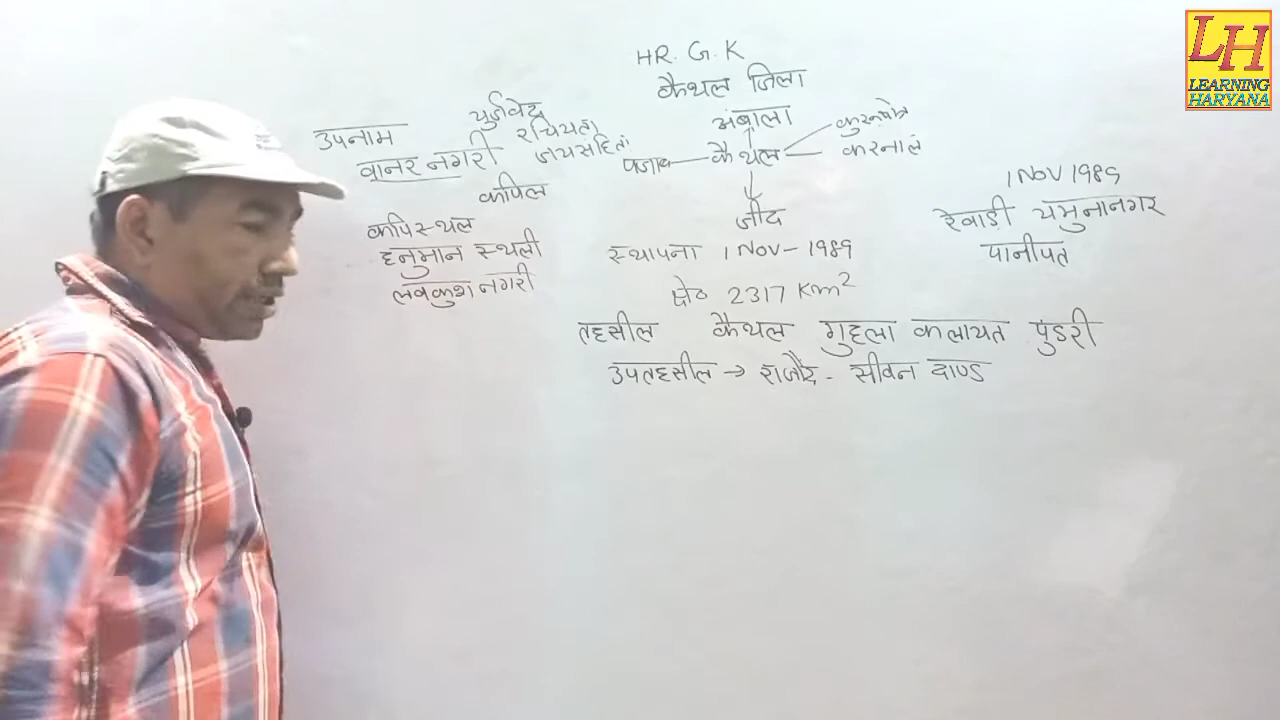 HR. G. K
कैथल जिला
अंबाला
कुरूक्षेत्र
पंजाब कैथल करनाल
जींद
उपनाम
यर्जुवेद
रचियता
वानर नगरी
कपिल
कपिस्थल
हनुमान स्थली
लवकुश नगरी
स्थापना 1 Nov - 1989
क्षे० 2317 Km²
1 Nov 1989
रेवाड़ी यमुनानगर
पानीपत
तहसील कैथल गुहला कलायत पुंडरी
उपतहसील → राजौंद - सीवन ढाण्ड
LH
LEARNING
HARYANA